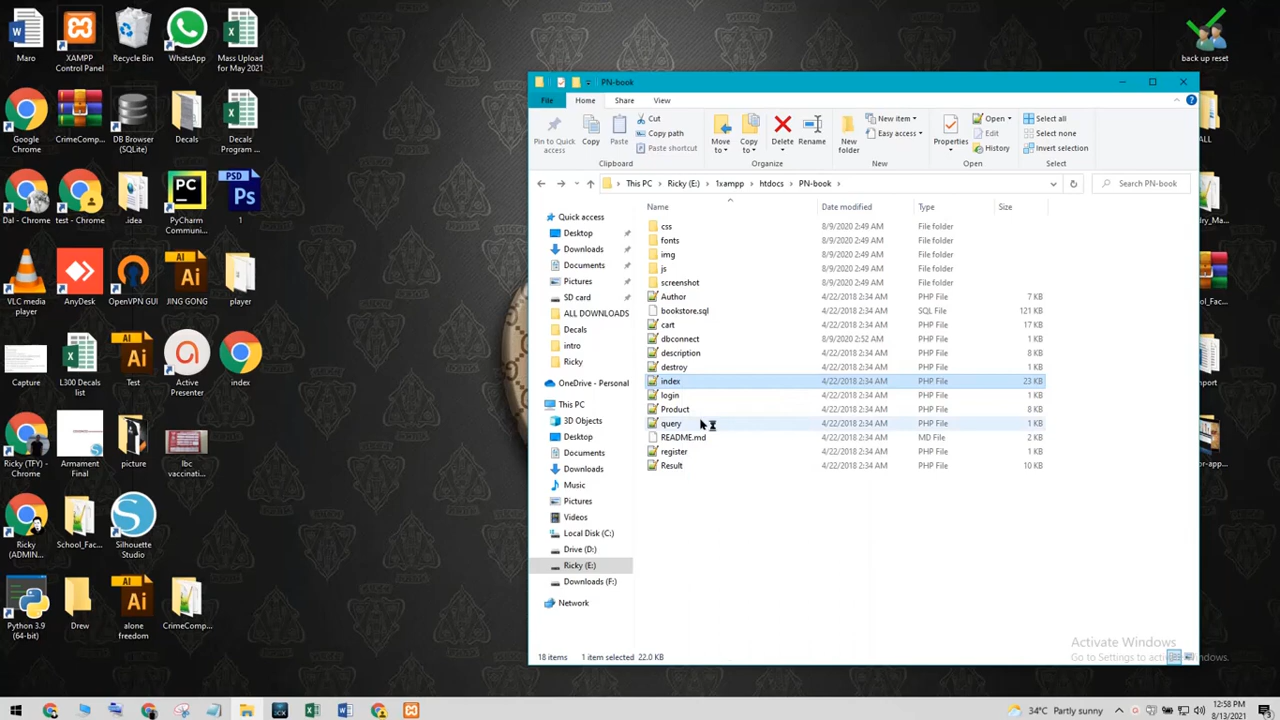 Maro
XAMPP Control Panel
Recycle Bin
WhatsApp
Mass Upload for May 2021
Google Chrome
CrimeComp...
DB Browser (SQLite)
Decals
Decals Program ...
Dal - Chrome
test - Chrome
.idea
PyCharm Communi...
1
VLC media player
AnyDesk
OpenVPN GUI
JING GONG
player
Capture
L300 Decals list
Test
Active Presenter
index
Ricky (TFY) - Chrome
Armament Final
picture
lbc vaccinati...
Ricky (ADMIN...
School_Fac...
Silhouette Studio
Python 3.9 (64-bit)
Drew
alone freedom
CrimeComp...
back up reset
PN-book
File
Home
Share
View
Pin to Quick access
Copy
Paste
Cut
Copy path
Paste shortcut
Clipboard
Move to
Copy to
Delete
Rename
Organize
New folder
New item
Easy access
New
Properties
Open
Edit
History
Open
Select all
Select none
Invert selection
Select
This PC
Ricky (E:)
1xampp
htdocs
PN-book
Search PN-book
Quick access
Desktop
Downloads
Documents
Pictures
SD card
ALL DOWNLOADS
Decals
intro
Ricky
OneDrive - Personal
This PC
3D Objects
Desktop
Documents
Downloads
Music
Pictures
Videos
Local Disk (C:)
Drive (D:)
Ricky (E:)
Downloads (F:)
Network
Name Date modified Type Size
css 8/9/2020 2:49 AM File folder
fonts 8/9/2020 2:49 AM File folder
img 8/9/2020 2:49 AM File folder
js 8/9/2020 2:49 AM File folder
screenshot 8/9/2020 2:49 AM File folder
Author 4/22/2018 2:34 AM PHP File 7 KB
bookstore.sql 4/22/2018 2:34 AM SQL File 121 KB
cart 4/22/2018 2:34 AM PHP File 17 KB
dbconnect 8/9/2020 2:52 AM PHP File 1 KB
description 4/22/2018 2:34 AM PHP File 8 KB
destroy 4/22/2018 2:34 AM PHP File 1 KB
index 4/22/2018 2:34 AM PHP File 23 KB
login 4/22/2018 2:34 AM PHP File 1 KB
Product 4/22/2018 2:34 AM PHP File 8 KB
query 4/22/2018 2:34 AM PHP File 1 KB
README.md 4/22/2018 2:34 AM MD File 2 KB
register 4/22/2018 2:34 AM PHP File 1 KB
Result 4/22/2018 2:34 AM PHP File 10 KB
18 items 1 item selected 22.0 KB
Activate Windows
Go to Settings to activ
ndows.
34°C Partly sunny
12:58 PM
8/13/2021